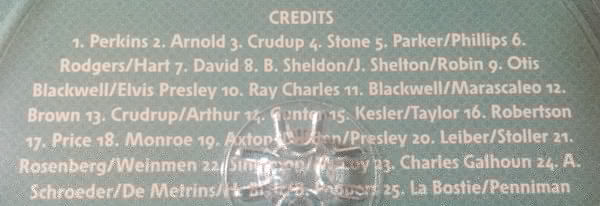 CREDITS
1. Perkins 2. Arnold 3. Crudup 4. Stone 5. Parker/Phillips 6.
Rodgers/Hart 7. David 8. B. Sheldon/J. Shelton/Robin 9. Otis
Blackwell/Elvis Presley 10. Ray Charles 11. Blackwell/Marascaleo 12.
Brown 13. Crudrup/Arthur 14. 15. Kesler/Taylor 16. Robertson
17. Price 18. Monroe 19. 20. Leiber/Stoller 21.
Rosenberg/Weinmen 22. 23. Charles Galhoun 24. A.
Schroeder/De Metrins/ 25. La Bostie/Penniman